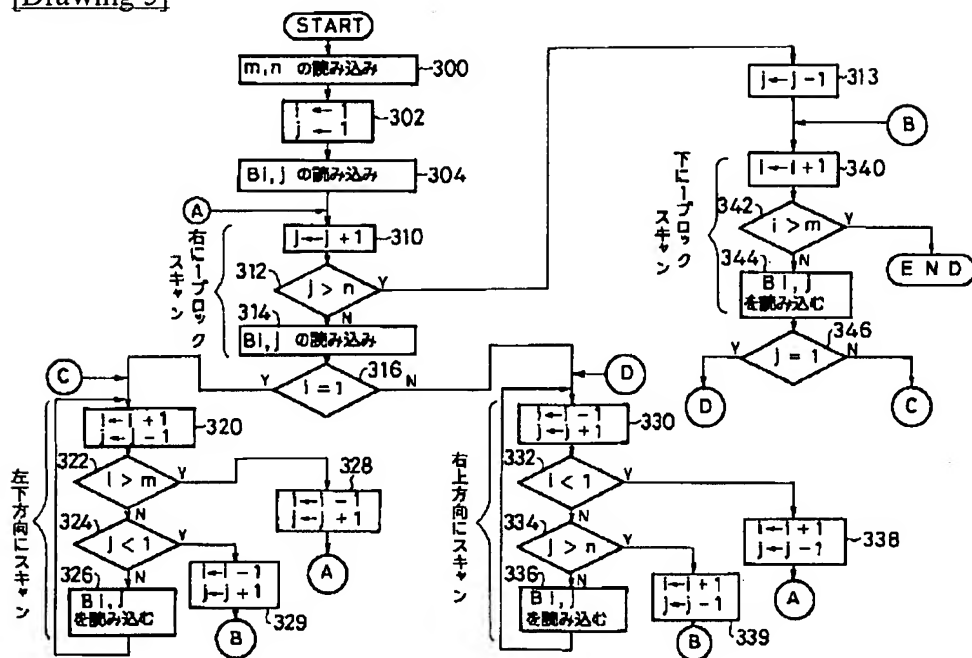 [Drawing 5]
START
m,n の読み込み 300
i ← 1
j ← 1
302
Bi,j の読み込み 304
A
j←j+1 310
右に1ブロック
スキャン
312 j>n Y
N
314
Bi,j の読み込み
i=1 316
Y N
j←j-1 313
B
i←i+1 340
下に1ブロック
スキャン
342 i>m Y
N
END
344
Bi,j
を読み込む
346
j=1
Y N
D C
C
i←i+1
j←j-1
320
左下方向にスキャン
322 i>m Y
N
328
i←i-1
j←j+1
A
324 j<1 Y
N
326
Bi,j
を読み込む
i←i-1
j←j+1
329
B
D
i←i-1
j←j+1
330
右上方向にスキャン
332 i<1 Y
N
i←i+1
j←j-1
338
A
334 j>n Y
N
336
Bi,j
を読み込む
i←i+1
j←j-1
339
B